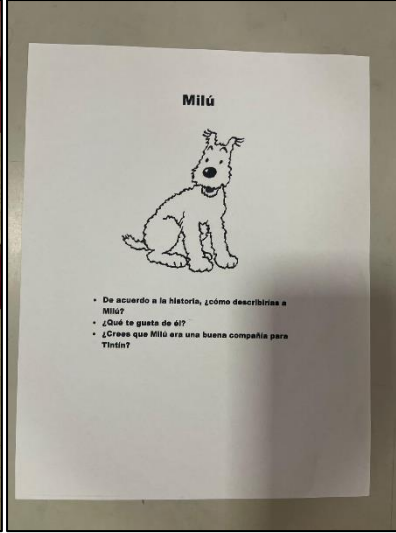 Milú
• De acuerdo a la historia, ¿cómo describirías a
Milú?
• ¿Qué te gusta de él?
• ¿Crees que Milú era una buena compañía para
Tintín?